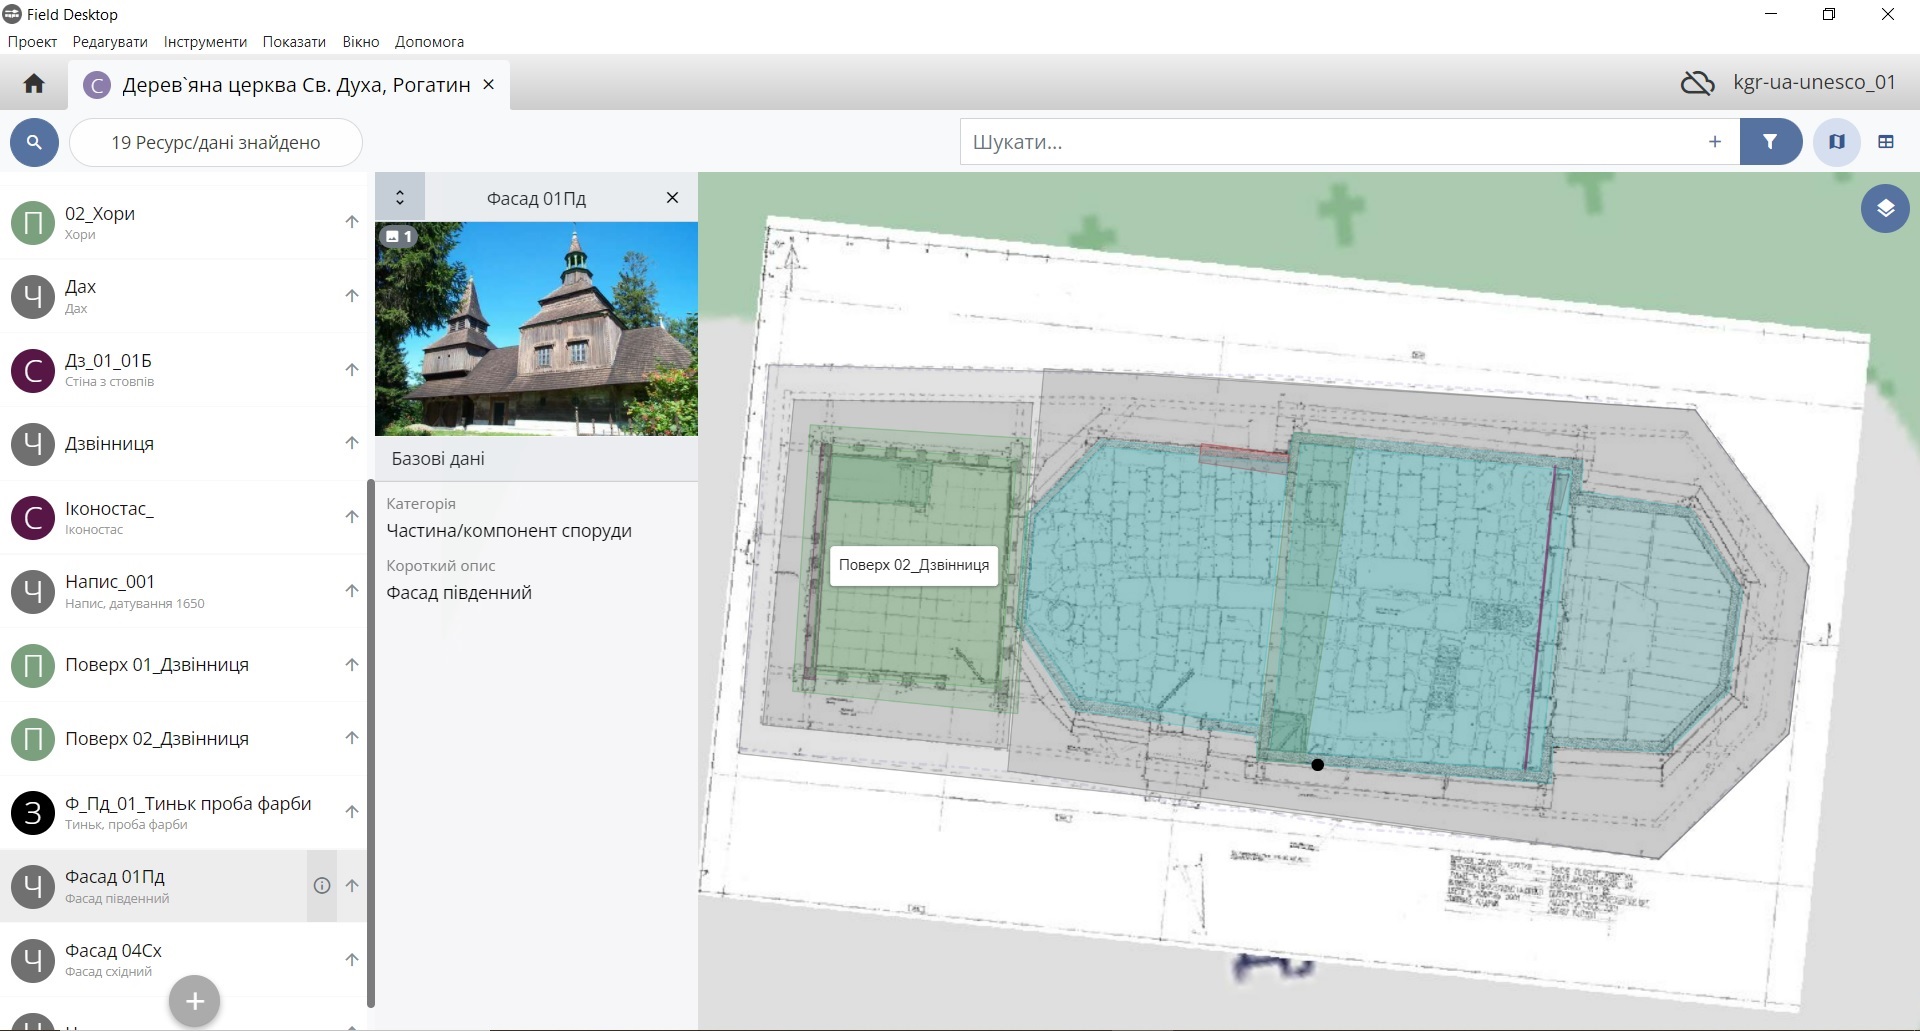 Field Desktop
Проект Редагувати Інструменти Показати Вікно Допомога
С Дерев`яна церква Св. Духа, Рогатин
kgr-ua-unesco_01
19 Ресурс/дані знайдено
Шукати...
П 02_Хори
Хори
Ч Дах
Дах
С Дз_01_01Б
Стіна з стовпів
Ч Дзвінниця
С Іконостас_
Іконостас
Ч Напис_001
Напис, датування 1650
П Поверх 01_Дзвінниця
П Поверх 02_Дзвінниця
З Ф_Пд_01_Тиньк проба фарби
Тиньк, проба фарби
Ч Фасад 01Пд
Фасад південний
Ч Фасад 04Сх
Фасад східний
Фасад 01Пд
1
Базові дані
Категорія
Частина/компонент споруди
Короткий опис
Фасад південний
Поверх 02_Дзвінниця